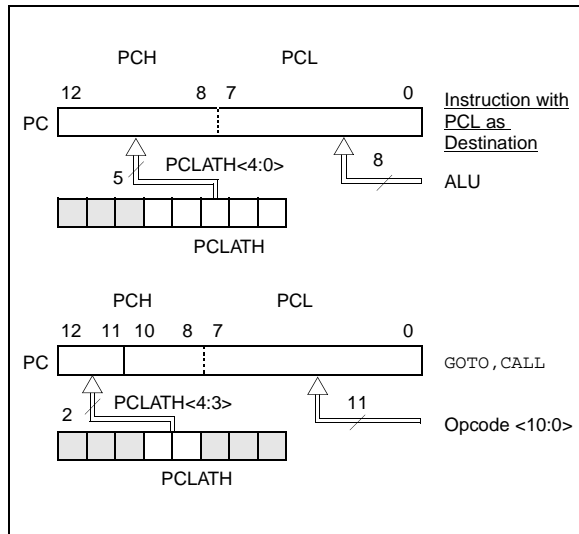 PCH PCL
12 8 7 0
PC
Instruction with
PCL as
Destination
5 PCLATH<4:0> 8
ALU
PCLATH
PCH PCL
12 11 10 8 7 0
PC GOTO,CALL
2 PCLATH<4:3> 11
Opcode <10:0>
PCLATH